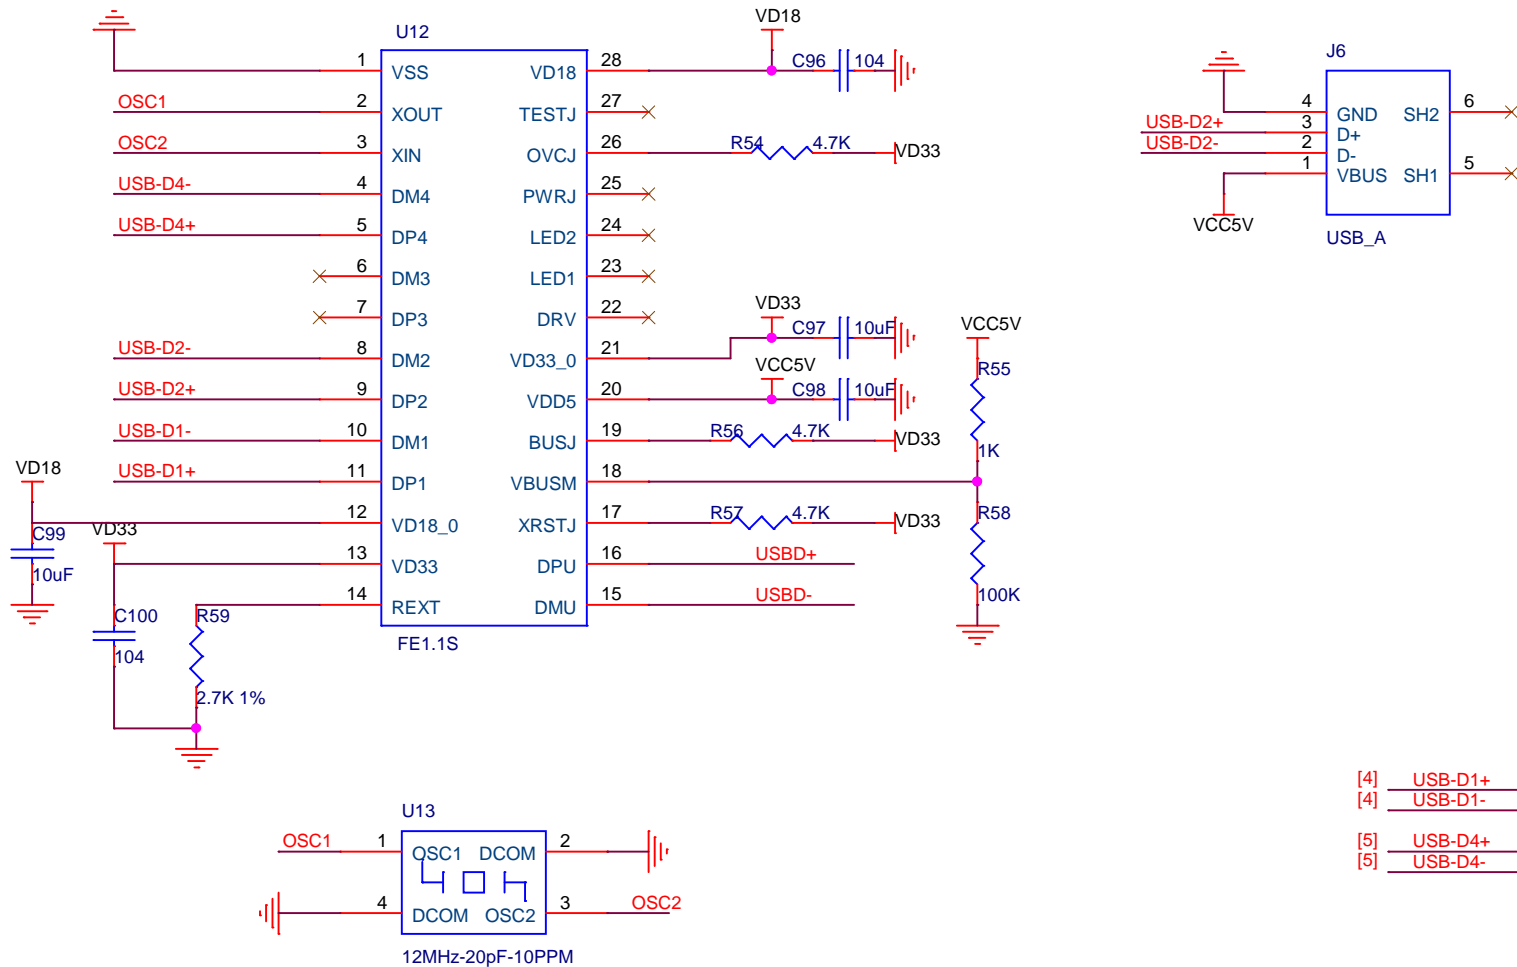 U12
VD18
1 VSS VD18 28 C96 104
OSC1 2 XOUT TESTJ 27
OSC2 3 XIN OVCJ 26 R54 4.7K VD33
USB-D4- 4 DM4 PWRJ 25
USB-D4+ 5 DP4 LED2 24
6 DM3 LED1 23
7 DP3 DRV 22
VD33
C97 10uF
USB-D2- 8 DM2 VD33_0 21
VCC5V
USB-D2+ 9 DP2 VDD5 20 C98 10uF
USB-D1- 10 DM1 BUSJ 19 R56 4.7K VD33
USB-D1+ 11 DP1 VBUSM 18
VD18
12 VD18_0 XRSTJ 17 R57 4.7K VD33
C99
10uF
VD33
13 VD33 DPU 16 USBD+
14 REXT DMU 15 USBD-
C100
104
R59
2.7K 1%
FE1.1S
VCC5V
R55
1K
R58
100K
J6
4 GND SH2 6
USB-D2+ 3 D+
USB-D2- 2 D-
1 VBUS SH1 5
VCC5V
USB_A
U13
OSC1 1 OSC1 DCOM 2
4 DCOM OSC2 3 OSC2
12MHz-20pF-10PPM
[4] USB-D1+
[4] USB-D1-
[5] USB-D4+
[5] USB-D4-